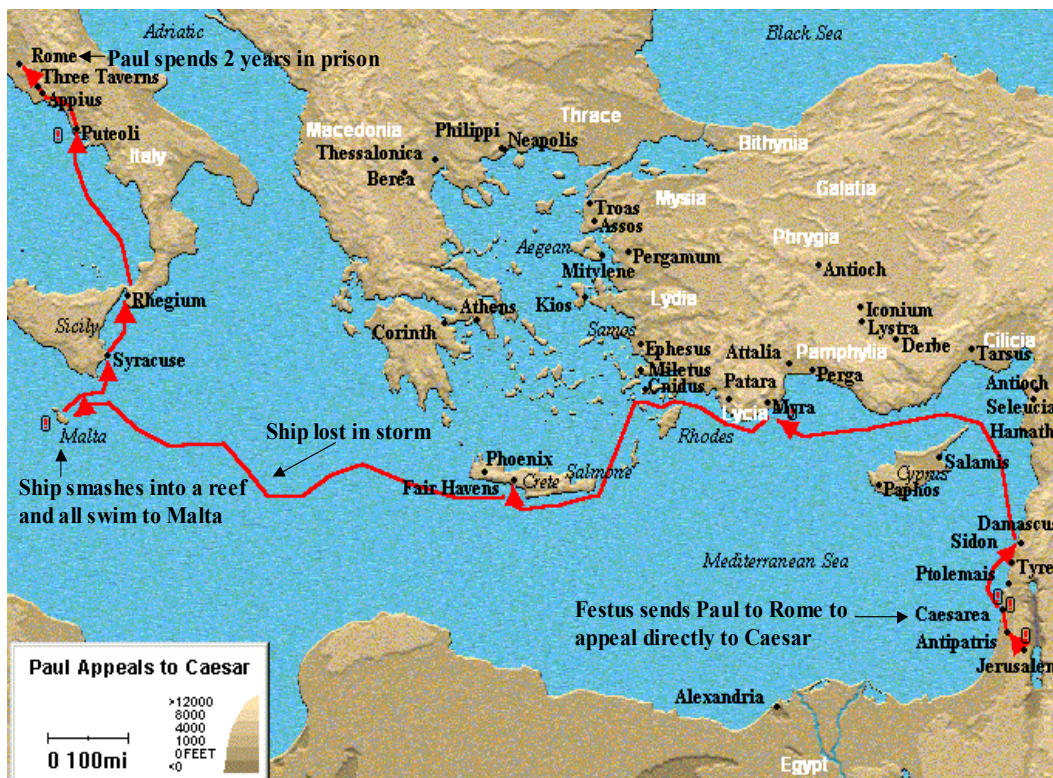 Adriatic
Black Sea
Rome
Paul spends 2 years in prison
Three Taverns
Appius
Puteoli
Italy
Macedonia
Philippi
Neapolis
Thrace
Bithynia
Thessalonica
Berea
Mysia
Galatia
Troas
Assos
Phrygia
Aegean
Mitylene
Pergamum
Antioch
Rhegium
Kios
Lydia
Athens
Iconium
Sicily
Corinth
Samos
Lystra
Syracuse
Ephesus
Attalia
Pamphylia
Derbe
Cilicia
Tarsus
Miletus
Cnidus
Patara
Perga
Antioch
Lycia
Myra
Seleucia
Malta
Ship lost in storm
Rhodes
Hamath
Phoenix
Salmone
Salamis
Ship smashes into a reef
and all swim to Malta
Fair Havens
Crete
Cyprus
Paphos
Damascus
Sidon
Mediterranean Sea
Tyre
Ptolemais
Festus sends Paul to Rome to
appeal directly to Caesar
Caesarea
Antipatris
Jerusalem
Paul Appeals to Caesar
Alexandria
>12000
8000
4000
1000
0 FEET
<0
0 100mi
Egypt